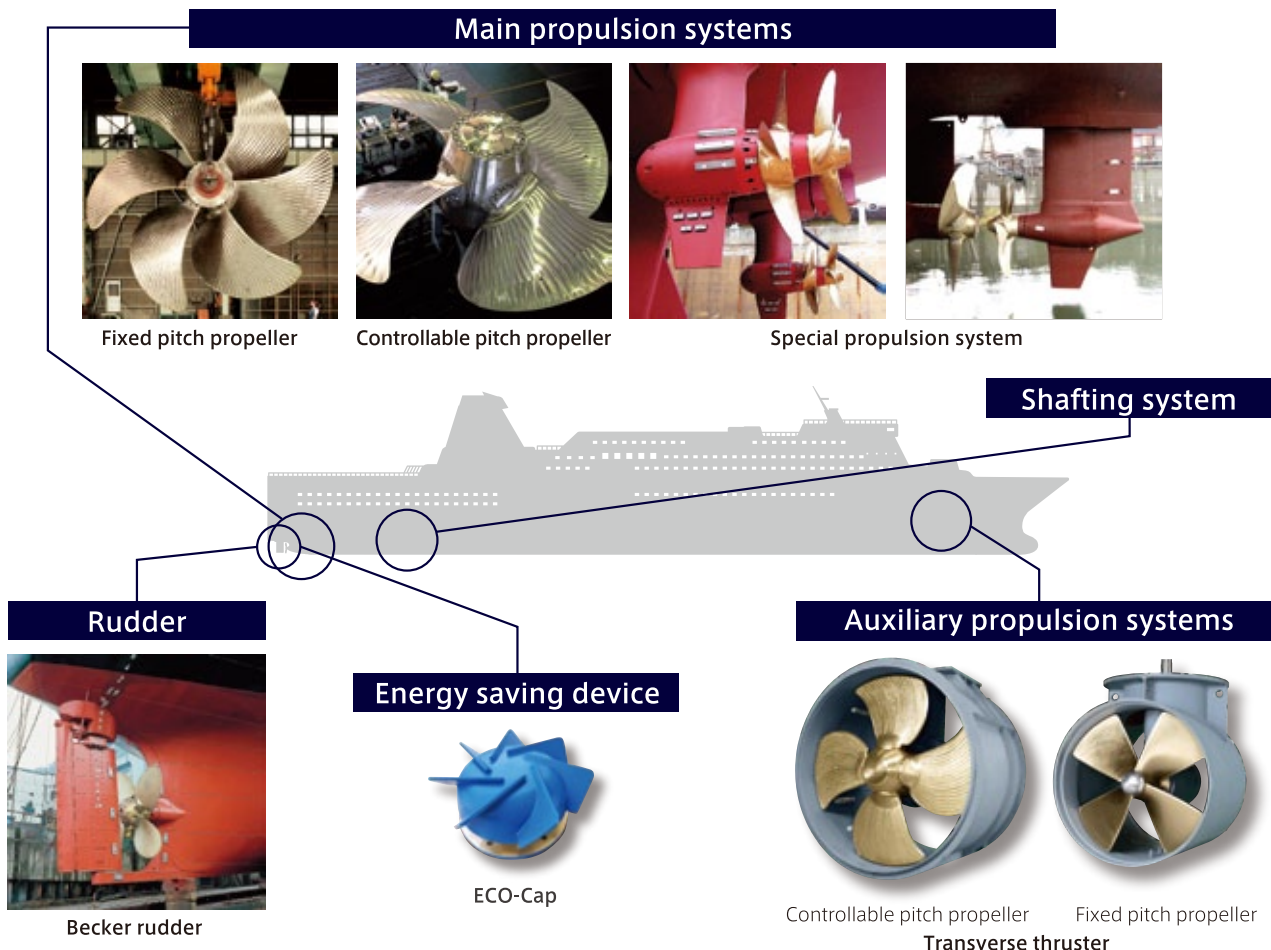 Main propulsion systems
Fixed pitch propeller
Controllable pitch propeller
Special propulsion system
Shafting system
Rudder
Becker rudder
Energy saving device
ECO-Cap
Auxiliary propulsion systems
Controllable pitch propeller
Fixed pitch propeller
Transverse thruster